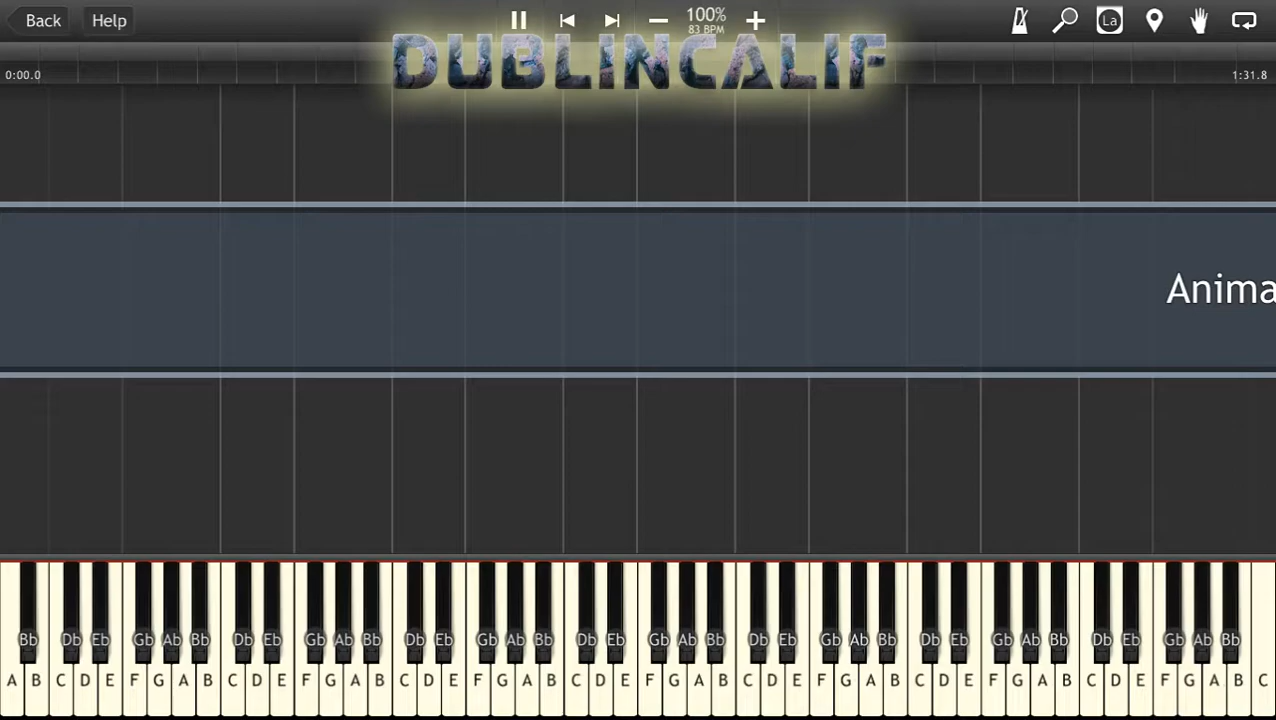 Back Help 100% La
83 BPM
DUBLINCALIF
0:00.0 1:31.8
Anima
Bb Db Eb Gb Ab Bb Db Eb Gb Ab Bb Db Eb Gb Ab Bb Db Eb Gb Ab Bb Db Eb Gb Ab Bb Db Eb Gb Ab Bb Db Eb Gb Ab Bb
A B C D E F G A B C D E F G A B C D E F G A B C D E F G A B C D E F G A B C D E F G A B C D E F G A B C